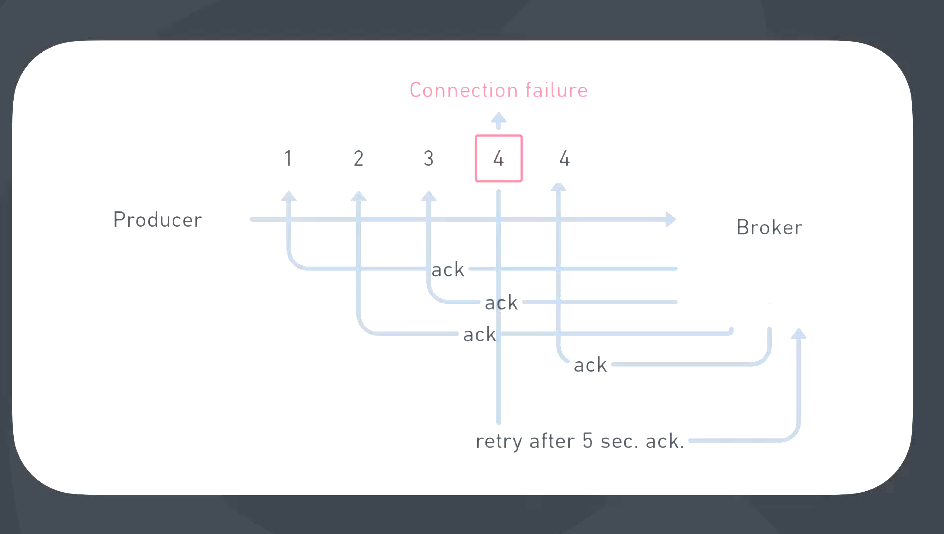 Connection failure
1 2 3 4 4
Producer
Broker
ack
ack
ack
ack
retry after 5 sec. ack.